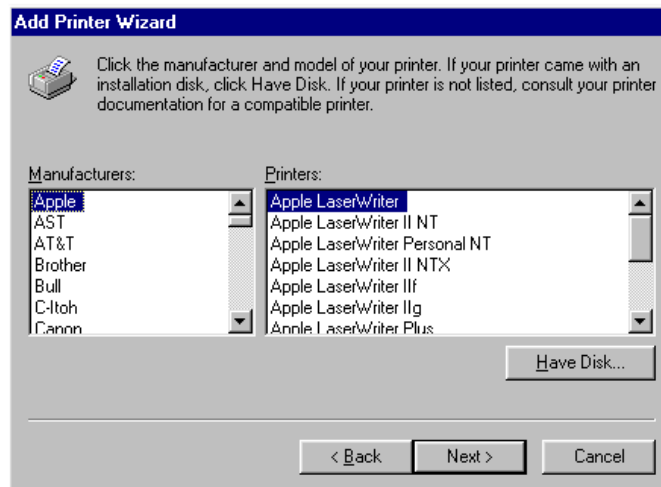 Add Printer Wizard
Click the manufacturer and model of your printer. If your printer came with an
installation disk, click Have Disk. If your printer is not listed, consult your printer
documentation for a compatible printer.
Manufacturers:
Apple
AST
AT&T
Brother
Bull
C-Itoh
Canon
Printers:
Apple LaserWriter
Apple LaserWriter II NT
Apple LaserWriter Personal NT
Apple LaserWriter II NTX
Apple LaserWriter IIf
Apple LaserWriter IIg
Apple LaserWriter Plus
Have Disk...
< Back
Next >
Cancel